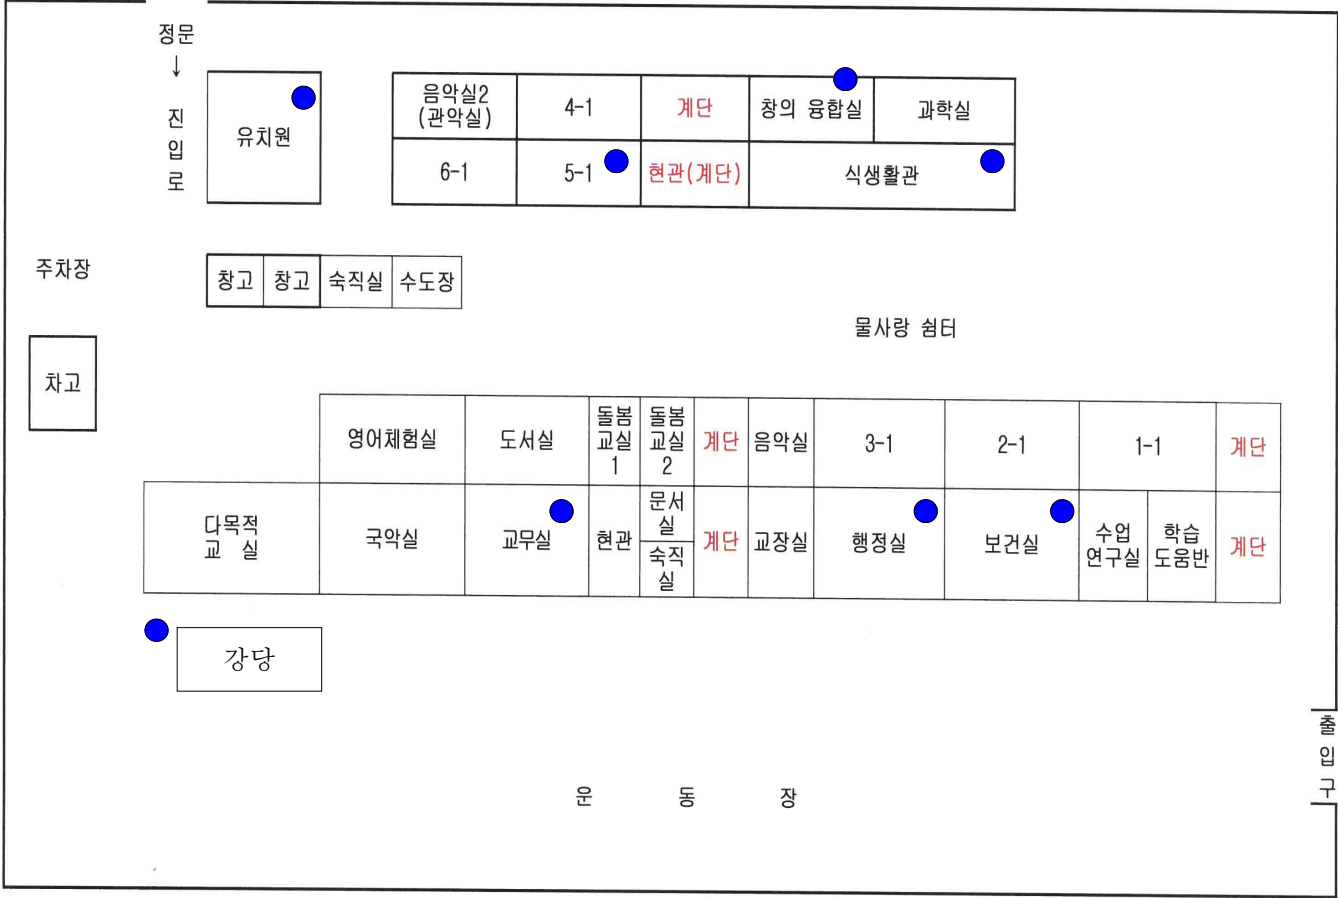 정문
↓
진
입
로
유치원
음악실2
(관악실)
4-1
계단
창의 융합실
과학실
6-1
5-1
현관(계단)
식생활관
주차장
창고
창고
숙직실
수도장
물사랑 쉼터
차고
영어체험실
도서실
돌봄
교실
1
돌봄
교실
2
계단
음악실
3-1
2-1
1-1
계단
다목적
교 실
국악실
교무실
현관
문서
실
숙직
실
계단
교장실
행정실
보건실
수업
연구실
학습
도움반
계단
강당
출
입
구
운 동 장